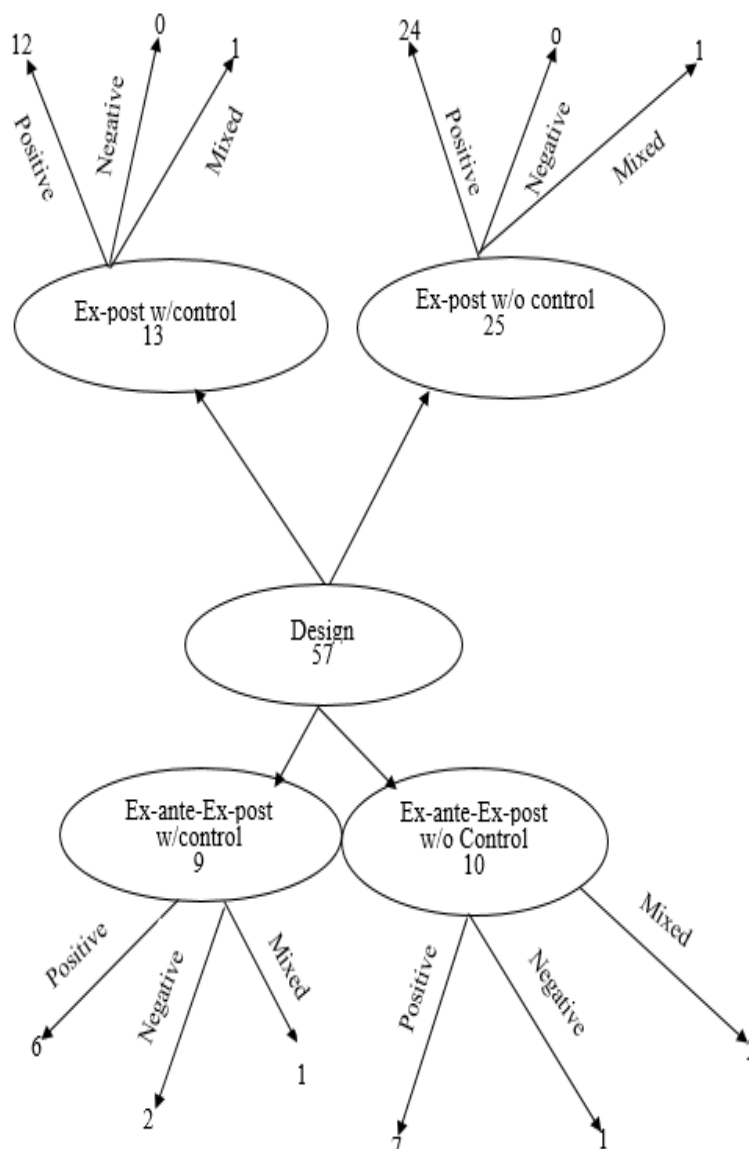 12
0
1
24
0
1
Positive
Negative
Mixed
Positive
Negative
Mixed
Ex-post w/control
13
Ex-post w/o control
25
Design
57
Ex-ante-Ex-post
w/control
9
Ex-ante-Ex-post
w/o Control
10
Positive
Negative
Mixed
Positive
Negative
Mixed
6
2
1
7
1